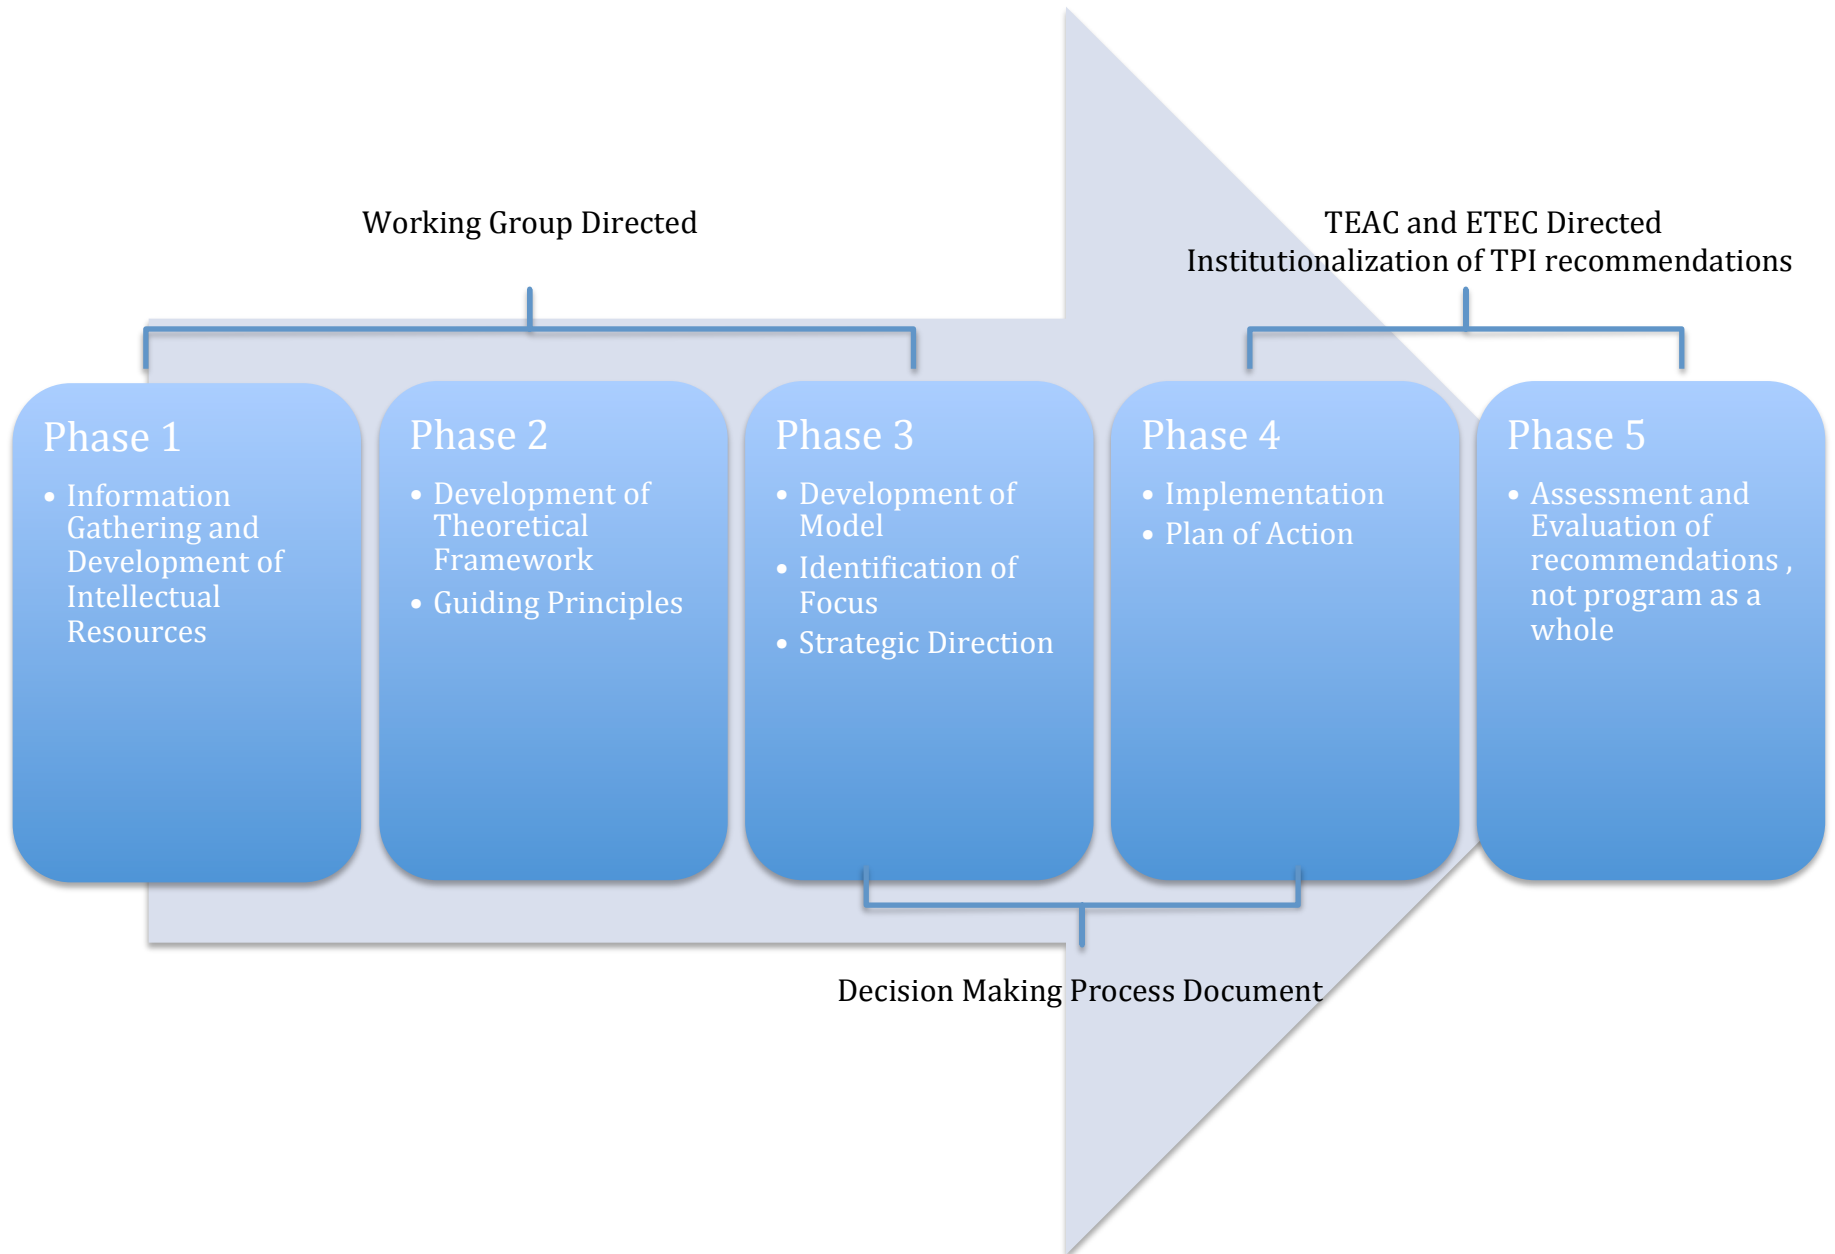 Working Group Directed
TEAC and ETEC Directed
Institutionalization of TPI recommendations
Phase 1
• Information
Gathering and
Development of
Intellectual
Resources
Phase 2
• Development of
Theoretical
Framework
• Guiding Principles
Phase 3
• Development of
Model
• Identification of
Focus
• Strategic Direction
Phase 4
• Implementation
• Plan of Action
Phase 5
• Assessment and
Evaluation of
recommendations ,
not program as a
whole
Decision Making Process Document